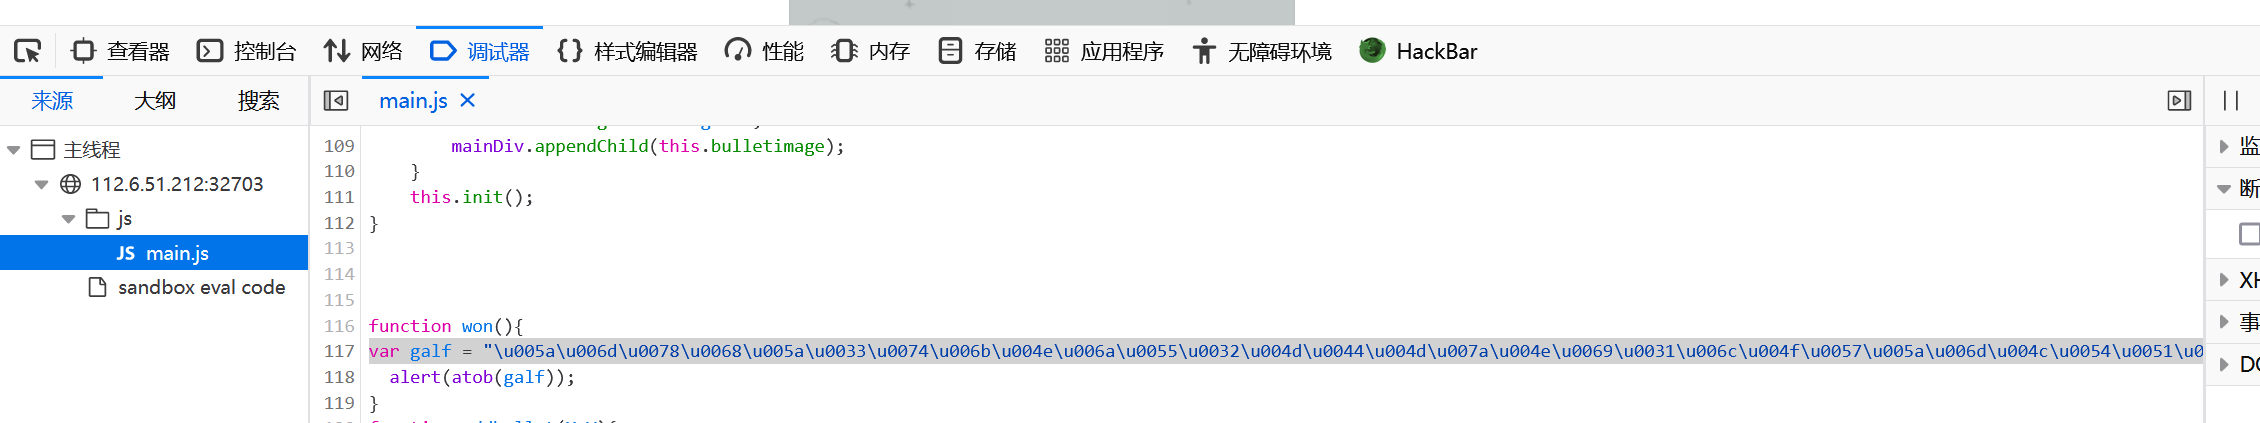 查看器 控制台 网络 调试器 样式编辑器 性能 内存 存储 应用程序 无障碍环境 HackBar
来源 大纲 搜索 main.js
主线程
112.6.51.212:32703
js
JS main.js
sandbox eval code
109 mainDiv.appendChild(this.bulletimage);
110 }
111 this.init();
112 }
113
114
115
116 function won(){
117 var galf = "\u005a\u006d\u0078\u0068\u005a\u0033\u0074\u006b\u004e\u006a\u0055\u0032\u004d\u0044\u004d\u007a\u004e\u0069\u0031\u006c\u004f\u0057\u005a\u006d\u004c\u0054\u0051\u0
118 alert(atob(galf));
119 }
监
断
XH
事
DO